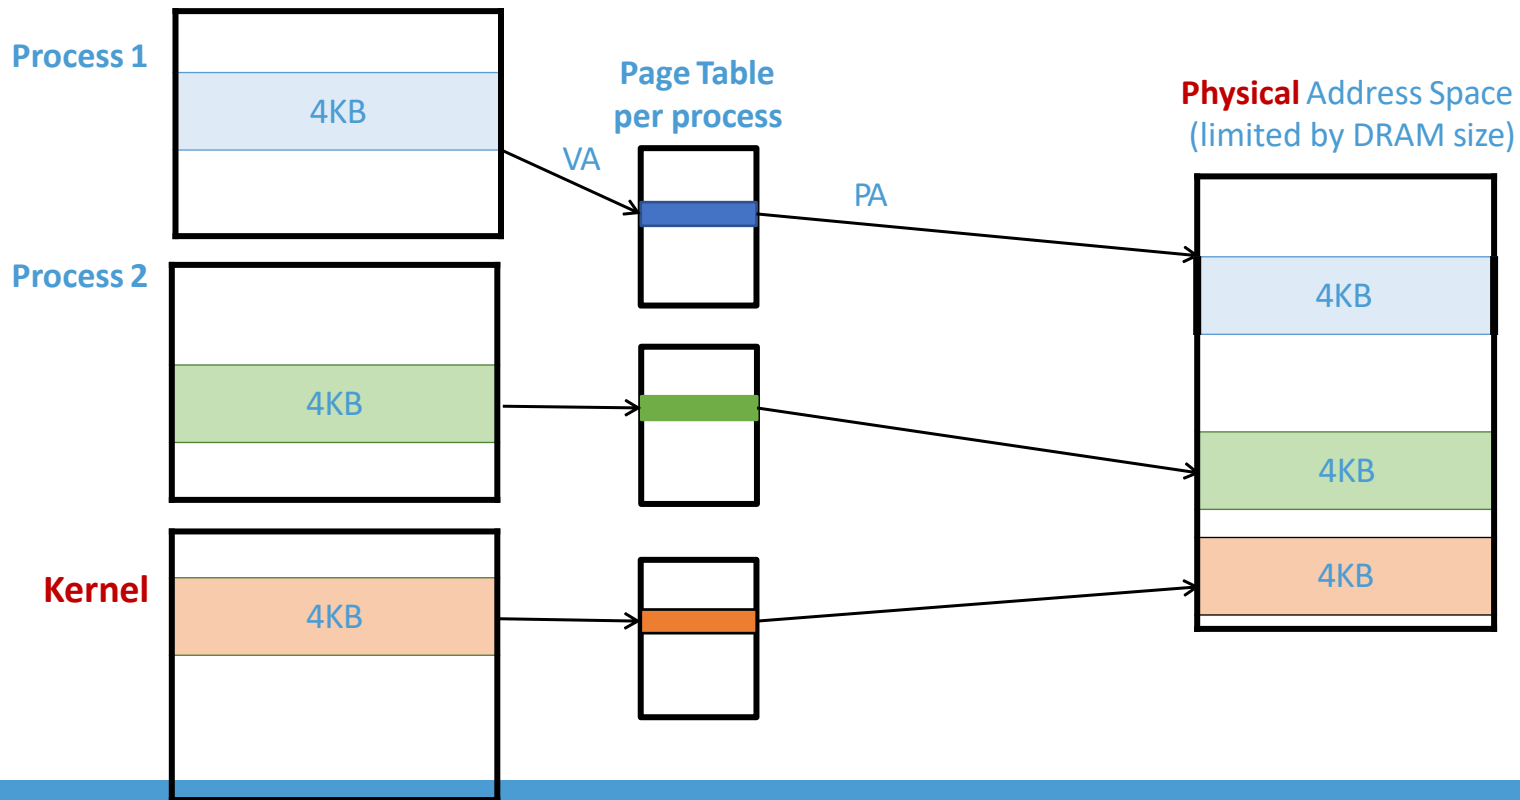 Process 1
4KB
Page Table
per process
VA
PA
Physical Address Space
(limited by DRAM size)
4KB
Process 2
4KB
4KB
Kernel
4KB
4KB